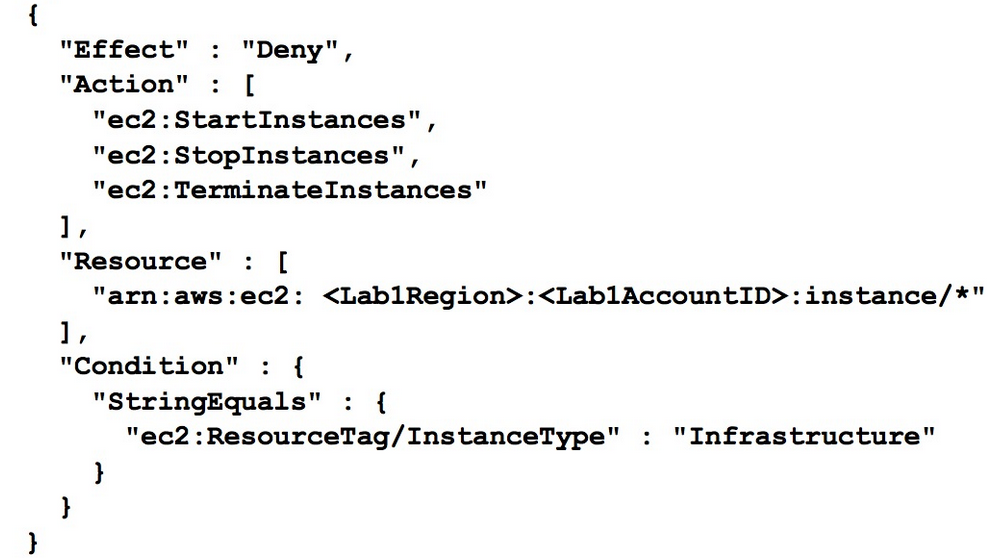 {
"Effect" : "Deny",
"Action" : [
"ec2:StartInstances",
"ec2:StopInstances",
"ec2:TerminateInstances"
],
"Resource" : [
"arn:aws:ec2: <Lab1Region>:<Lab1AccountID>:instance/*"
],
"Condition" : {
"StringEquals" : {
"ec2:ResourceTag/InstanceType" : "Infrastructure"
}
}
}